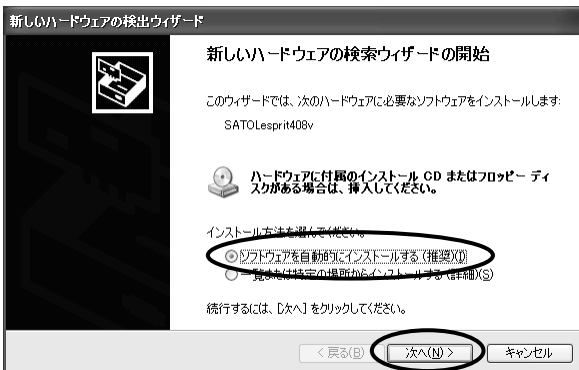 新しいハードウェアの検出ウィザード
新しいハードウェアの検索ウィザードの開始
このウィザードでは、次のハードウェアに必要なソフトウェアをインストールします:
SATOLesprit408v
ハードウェアに付属のインストール CD またはフロッピー ディ
スクがある場合は、挿入してください。
インストール方法を選んでください。
ソフトウェアを自動的にインストールする (推奨)(I)
一覧または特定の場所からインストールする (詳細)(S)
続行するには、[次へ] をクリックしてください。
< 戻る(B) 次へ(N) > キャンセル